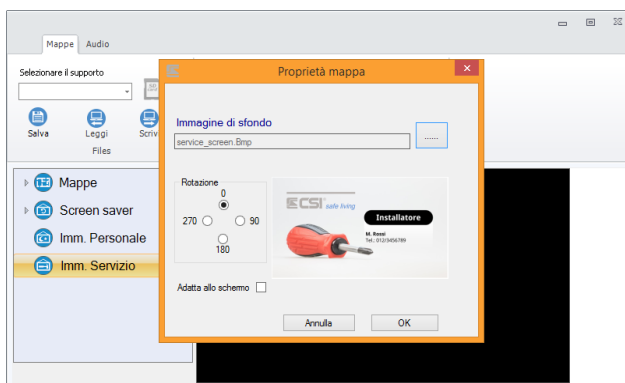 Mappe Audio
Selezionare il supporto
Salva Leggi Scriv
Files
Mappe
Screen saver
Imm. Personale
Imm. Servizio
Proprietà mappa
Immagine di sfondo
service_screen.Bmp
......
Rotazione
0
270 90
180
Adatta allo schermo
CSI safe living
Installatore
M. Rossi
Tel.: 0123/456789
Annulla OK